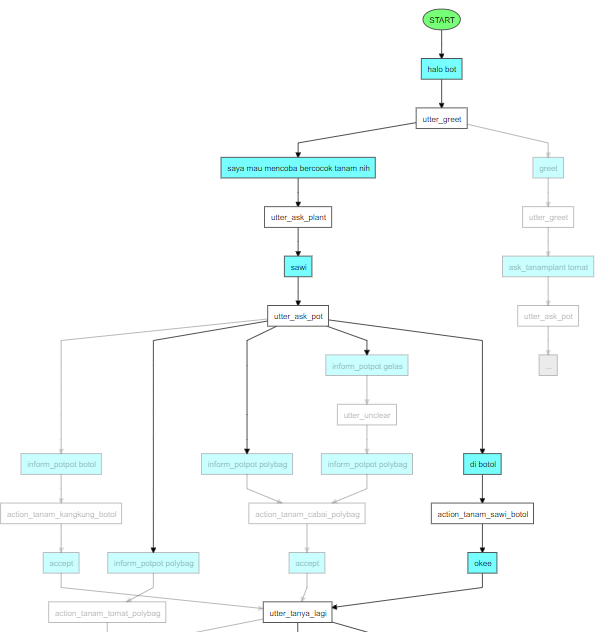 START
halo bot
utter_greet
saya mau mencoba bercocok tanam nih
greet
utter_ask_plant
utter_greet
sawi
ask_tanamplant tomat
utter_ask_pot
utter_ask_pot
inform_potpot gelas
...
utter_unclear
inform_potpot botol
inform_potpot polybag
inform_potpot polybag
di botol
action_tanam_kangkung_botol
action_tanam_cabai_polybag
action_tanam_sawi_botol
accept
inform_potpot polybag
accept
okee
action_tanam_tomat_polybag
utter_tanya_lagi